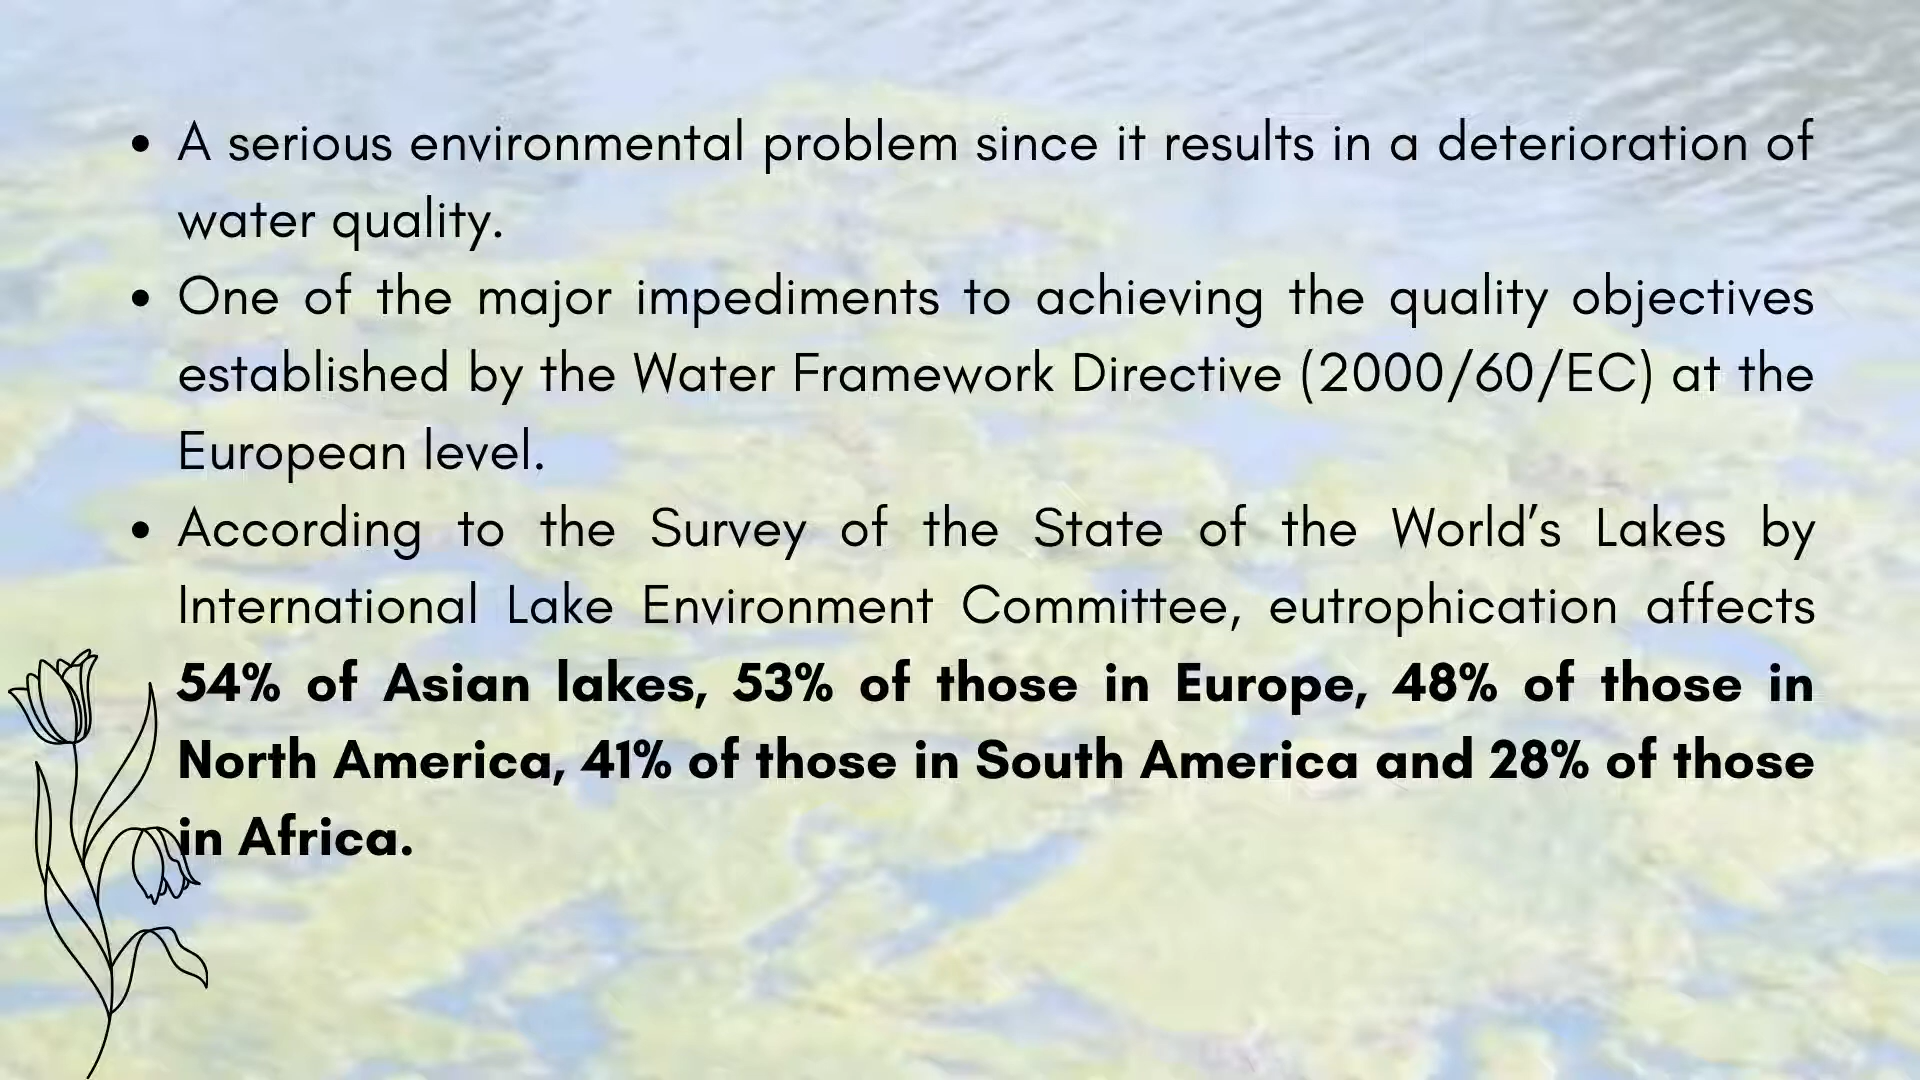 • A serious environmental problem since it results in a deterioration of
water quality.
• One of the major impediments to achieving the quality objectives
established by the Water Framework Directive (2000/60/EC) at the
European level.
• According to the Survey of the State of the World’s Lakes by
International Lake Environment Committee, eutrophication affects
54% of Asian lakes, 53% of those in Europe, 48% of those in
North America, 41% of those in South America and 28% of those
in Africa.